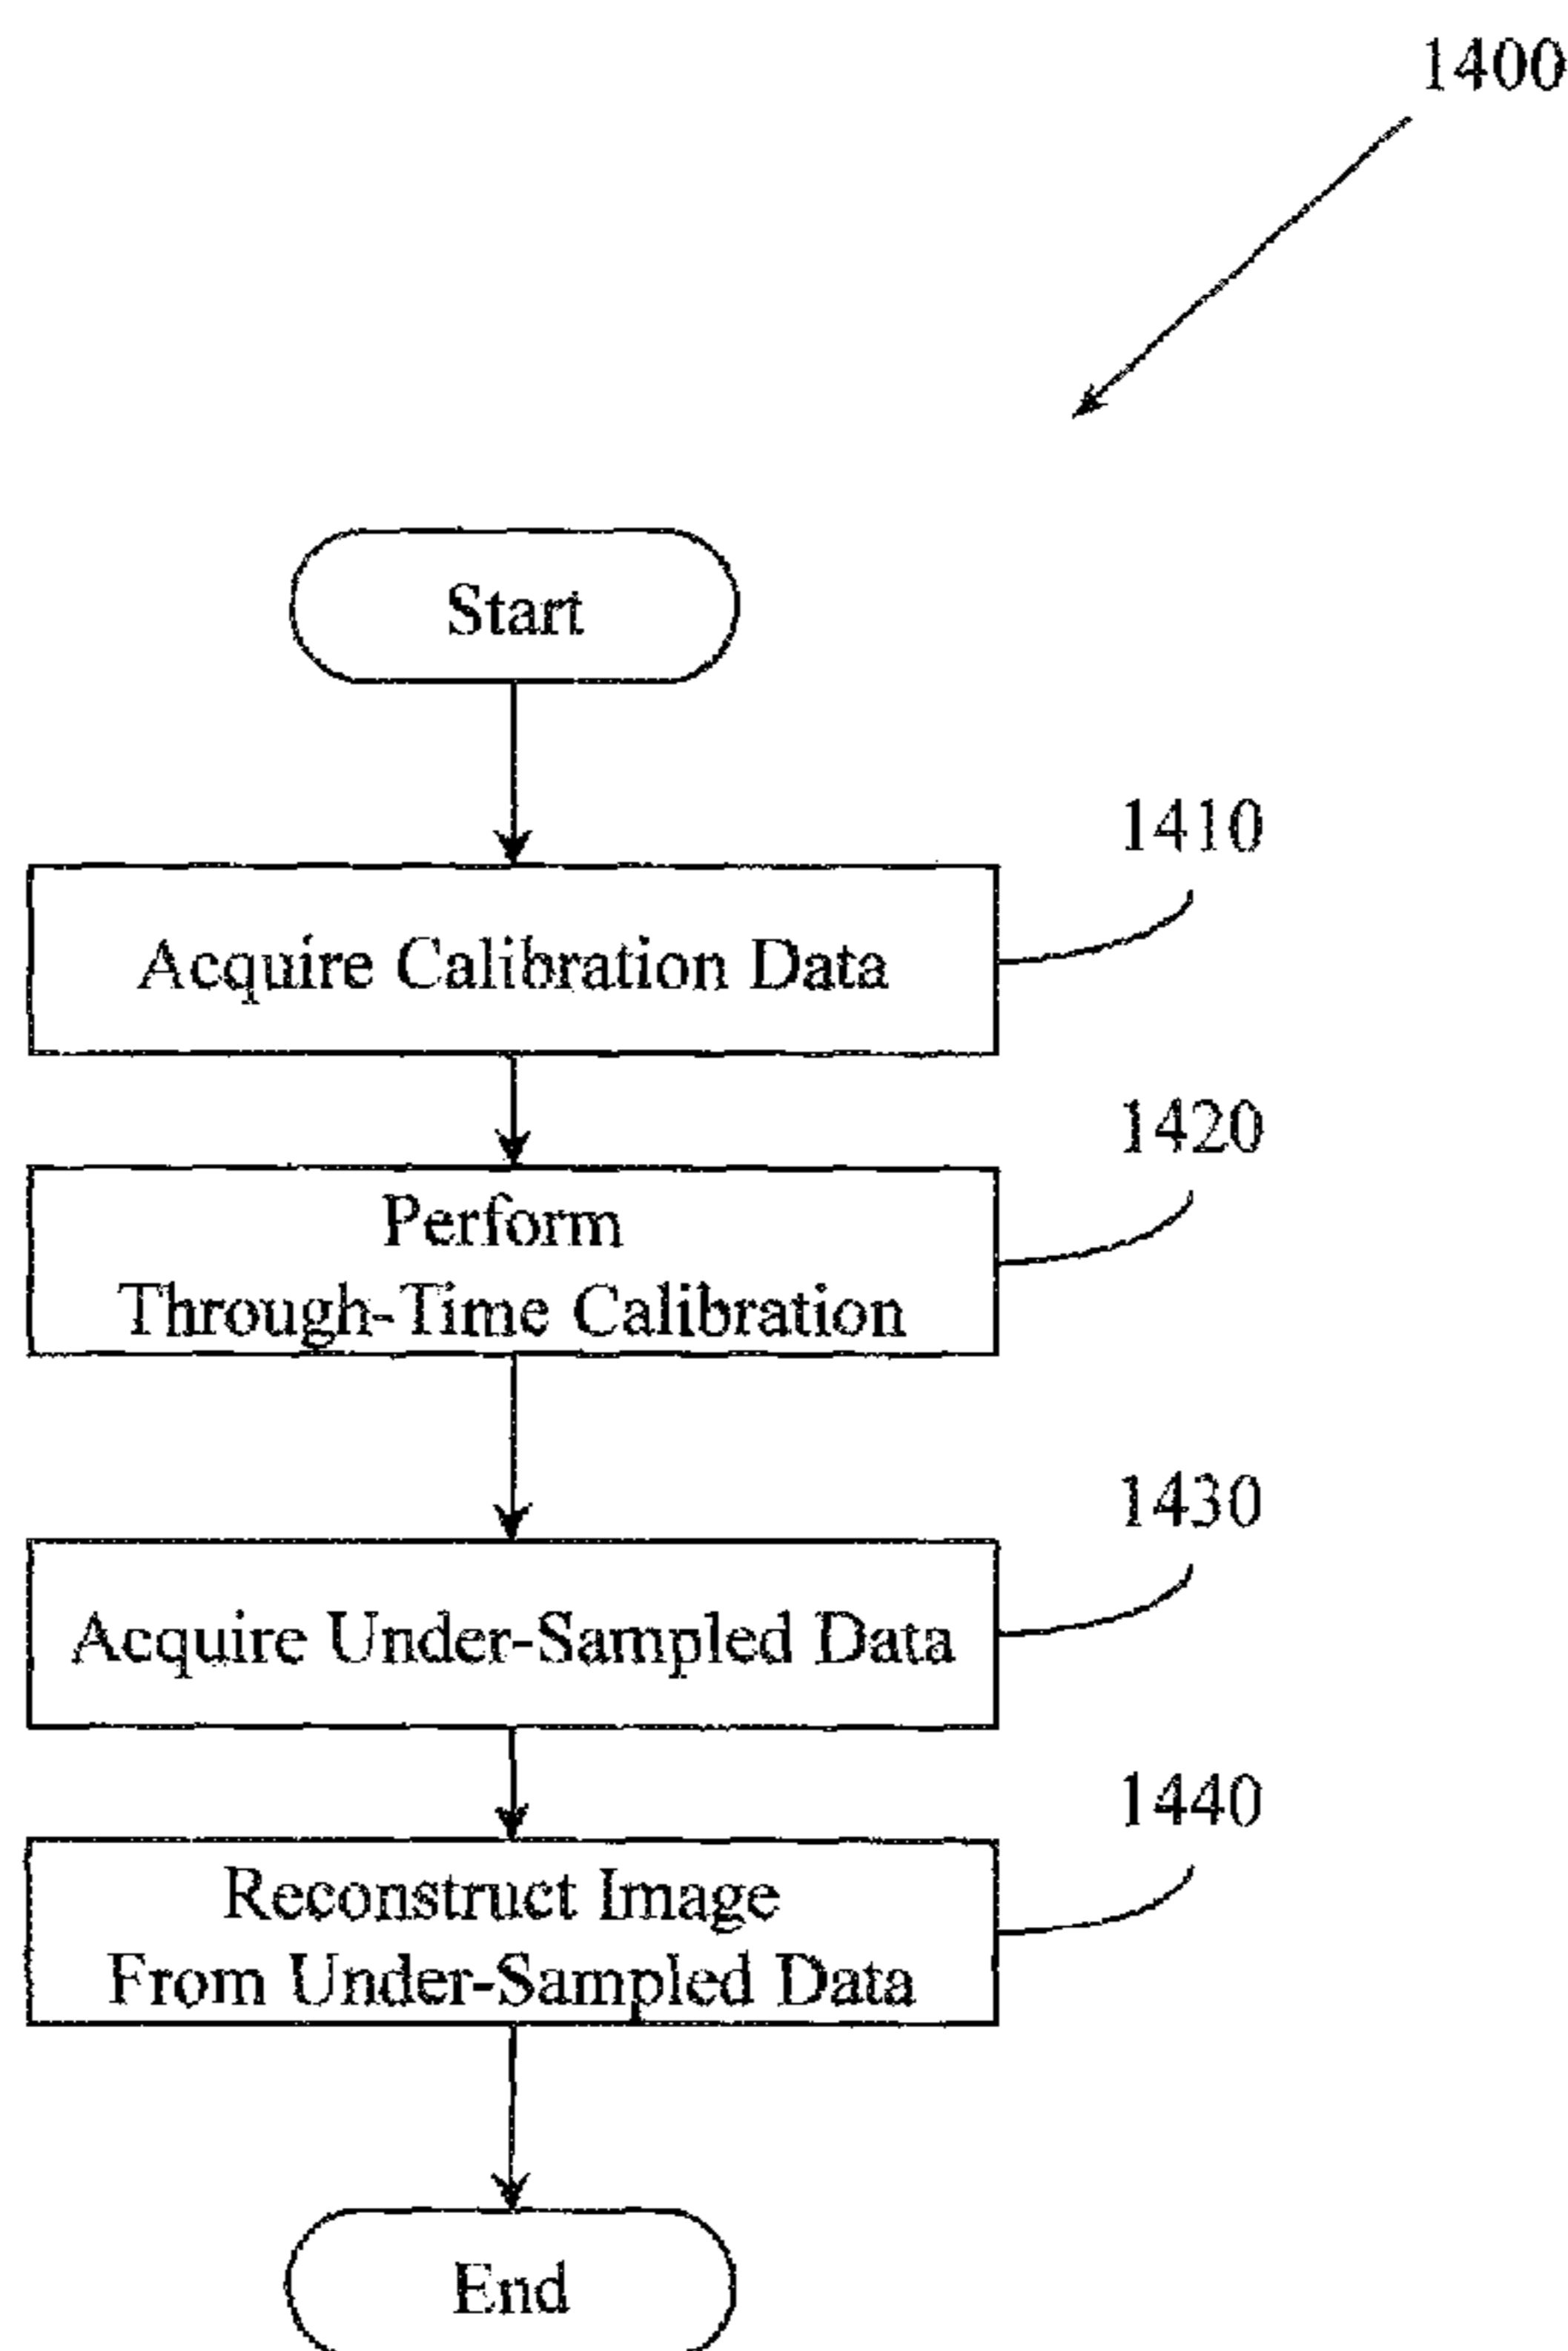 1400
Start
1410
Acquire Calibration Data
1420
Perform
Through-Time Calibration
1430
Acquire Under-Sampled Data
1440
Reconstruct Image
From Under-Sampled Data
End